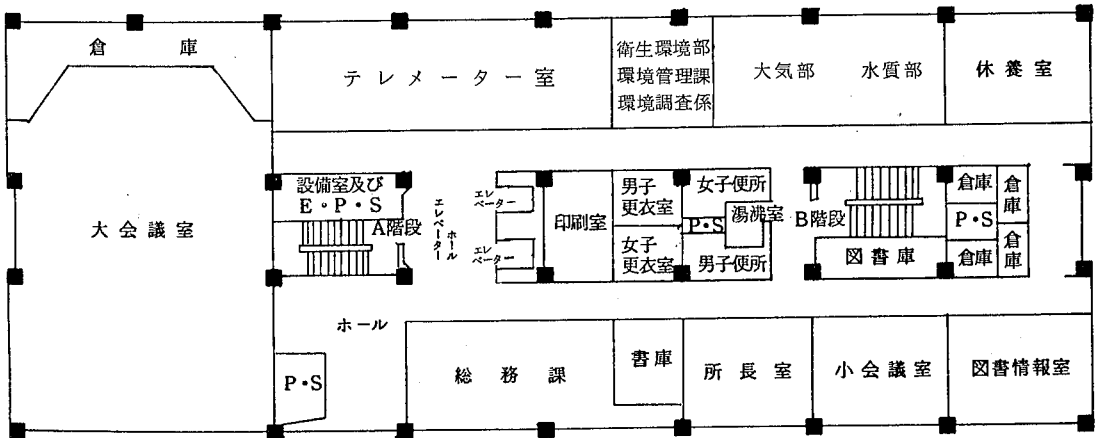 倉庫
テレメーター室
衛生環境部
環境管理課
環境調査係
大気部
水質部
休養室
大会議室
設備室及び
E・P・S
A階段
エレベーター
ホール
エレ
ベーター
エレ
ベーター
印刷室
男子
更衣室
女子
更衣室
女子便所
P・S
湯沸室
男子便所
B階段
図書庫
倉庫
P・S
倉庫
倉庫
倉庫
ホール
P・S
総務課
書庫
所長室
小会議室
図書情報室